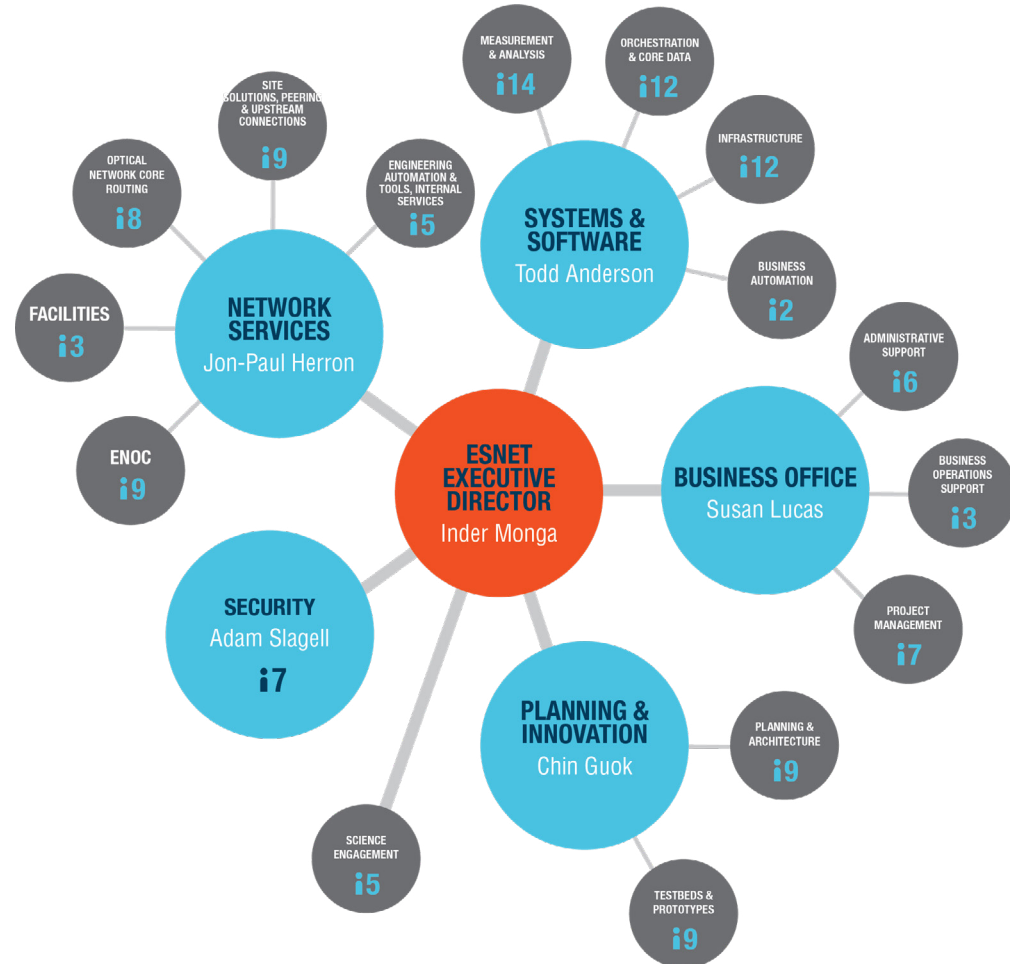 MEASUREMENT
& ANALYSIS
14
ORCHESTRATION
& CORE DATA
12
INFRASTRUCTURE
12
BUSINESS
AUTOMATION
2
SYSTEMS &
SOFTWARE
Todd Anderson
SITE
SOLUTIONS, PEERING
& UPSTREAM
CONNECTIONS
9
OPTICAL
NETWORK CORE
ROUTING
8
ENGINEERING
AUTOMATION &
TOOLS, INTERNAL
SERVICES
5
FACILITIES
3
ENOC
9
NETWORK
SERVICES
Jon-Paul Herron
ESNET
EXECUTIVE
DIRECTOR
Inder Monga
ADMINISTRATIVE
SUPPORT
6
BUSINESS
OPERATIONS
SUPPORT
3
PROJECT
MANAGEMENT
7
BUSINESS OFFICE
Susan Lucas
SECURITY
Adam Slagell
7
PLANNING &
INNOVATION
Chin Guok
PLANNING &
ARCHITECTURE
9
TESTBEDS &
PROTOTYPES
9
SCIENCE
ENGAGEMENT
5